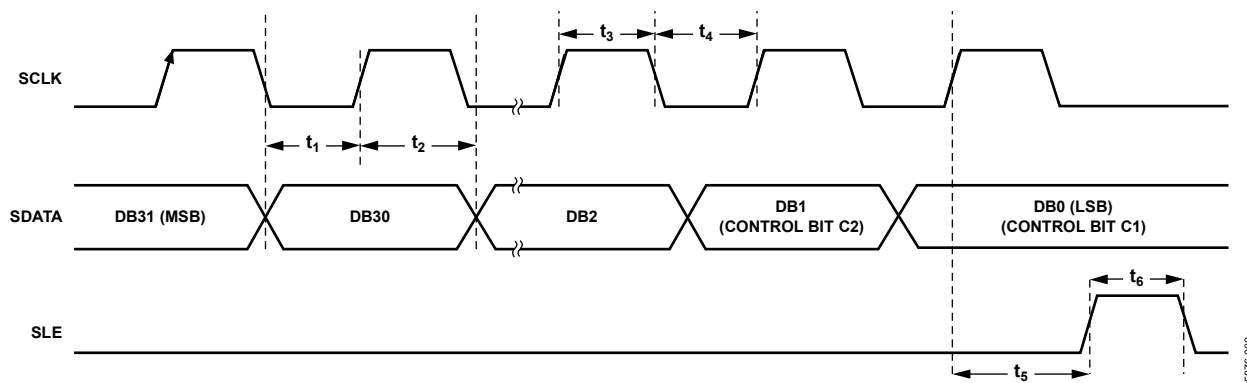 t3
t4
SCLK
t1
t2
SDATA
DB31 (MSB)
DB30
DB2
DB1
(CONTROL BIT C2)
DB0 (LSB)
(CONTROL BIT C1)
t6
SLE
t5